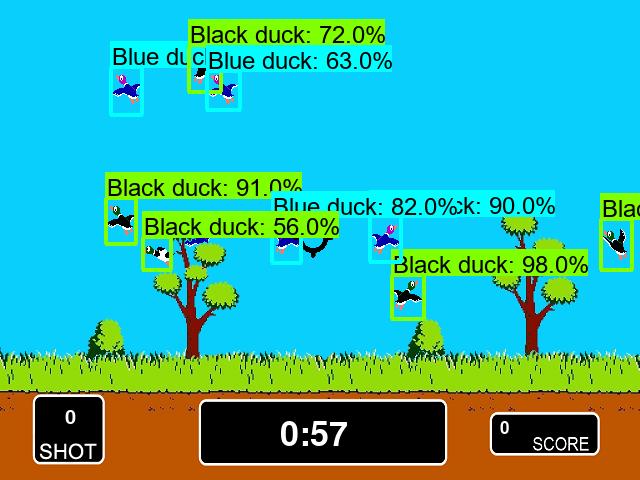 Black duck: 72.0%
Blue duc
Blue duck: 63.0%
Black duck: 91.0%
Blue duck: 82.0%
ck: 90.0%
Blac
Black duck: 56.0%
Black duck: 98.0%
0
SHOT
0:57
0
SCORE